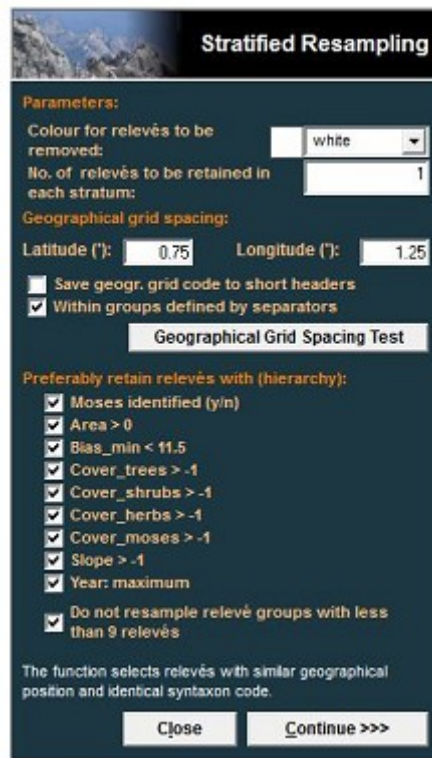 Stratified Resampling
Parameters:
Colour for relevés to be
removed:
white
No. of relevés to be retained in
each stratum:
1
Geographical grid spacing:
Latitude ('):
0.75
Longitude ('):
1.25
Save geogr. grid code to short headers
Within groups defined by separators
Geographical Grid Spacing Test
Preferably retain relevés with (hierarchy):
Moses identified (y/n)
Area > 0
Bias_min < 11.5
Cover_trees > -1
Cover_shrubs > -1
Cover_herbs > -1
Cover_moses > -1
Slope > -1
Year: maximum
Do not resample relevé groups with less
than 9 relevés
The function selects relevés with similar geographical
position and identical syntaxon code.
Close
Continue >>>